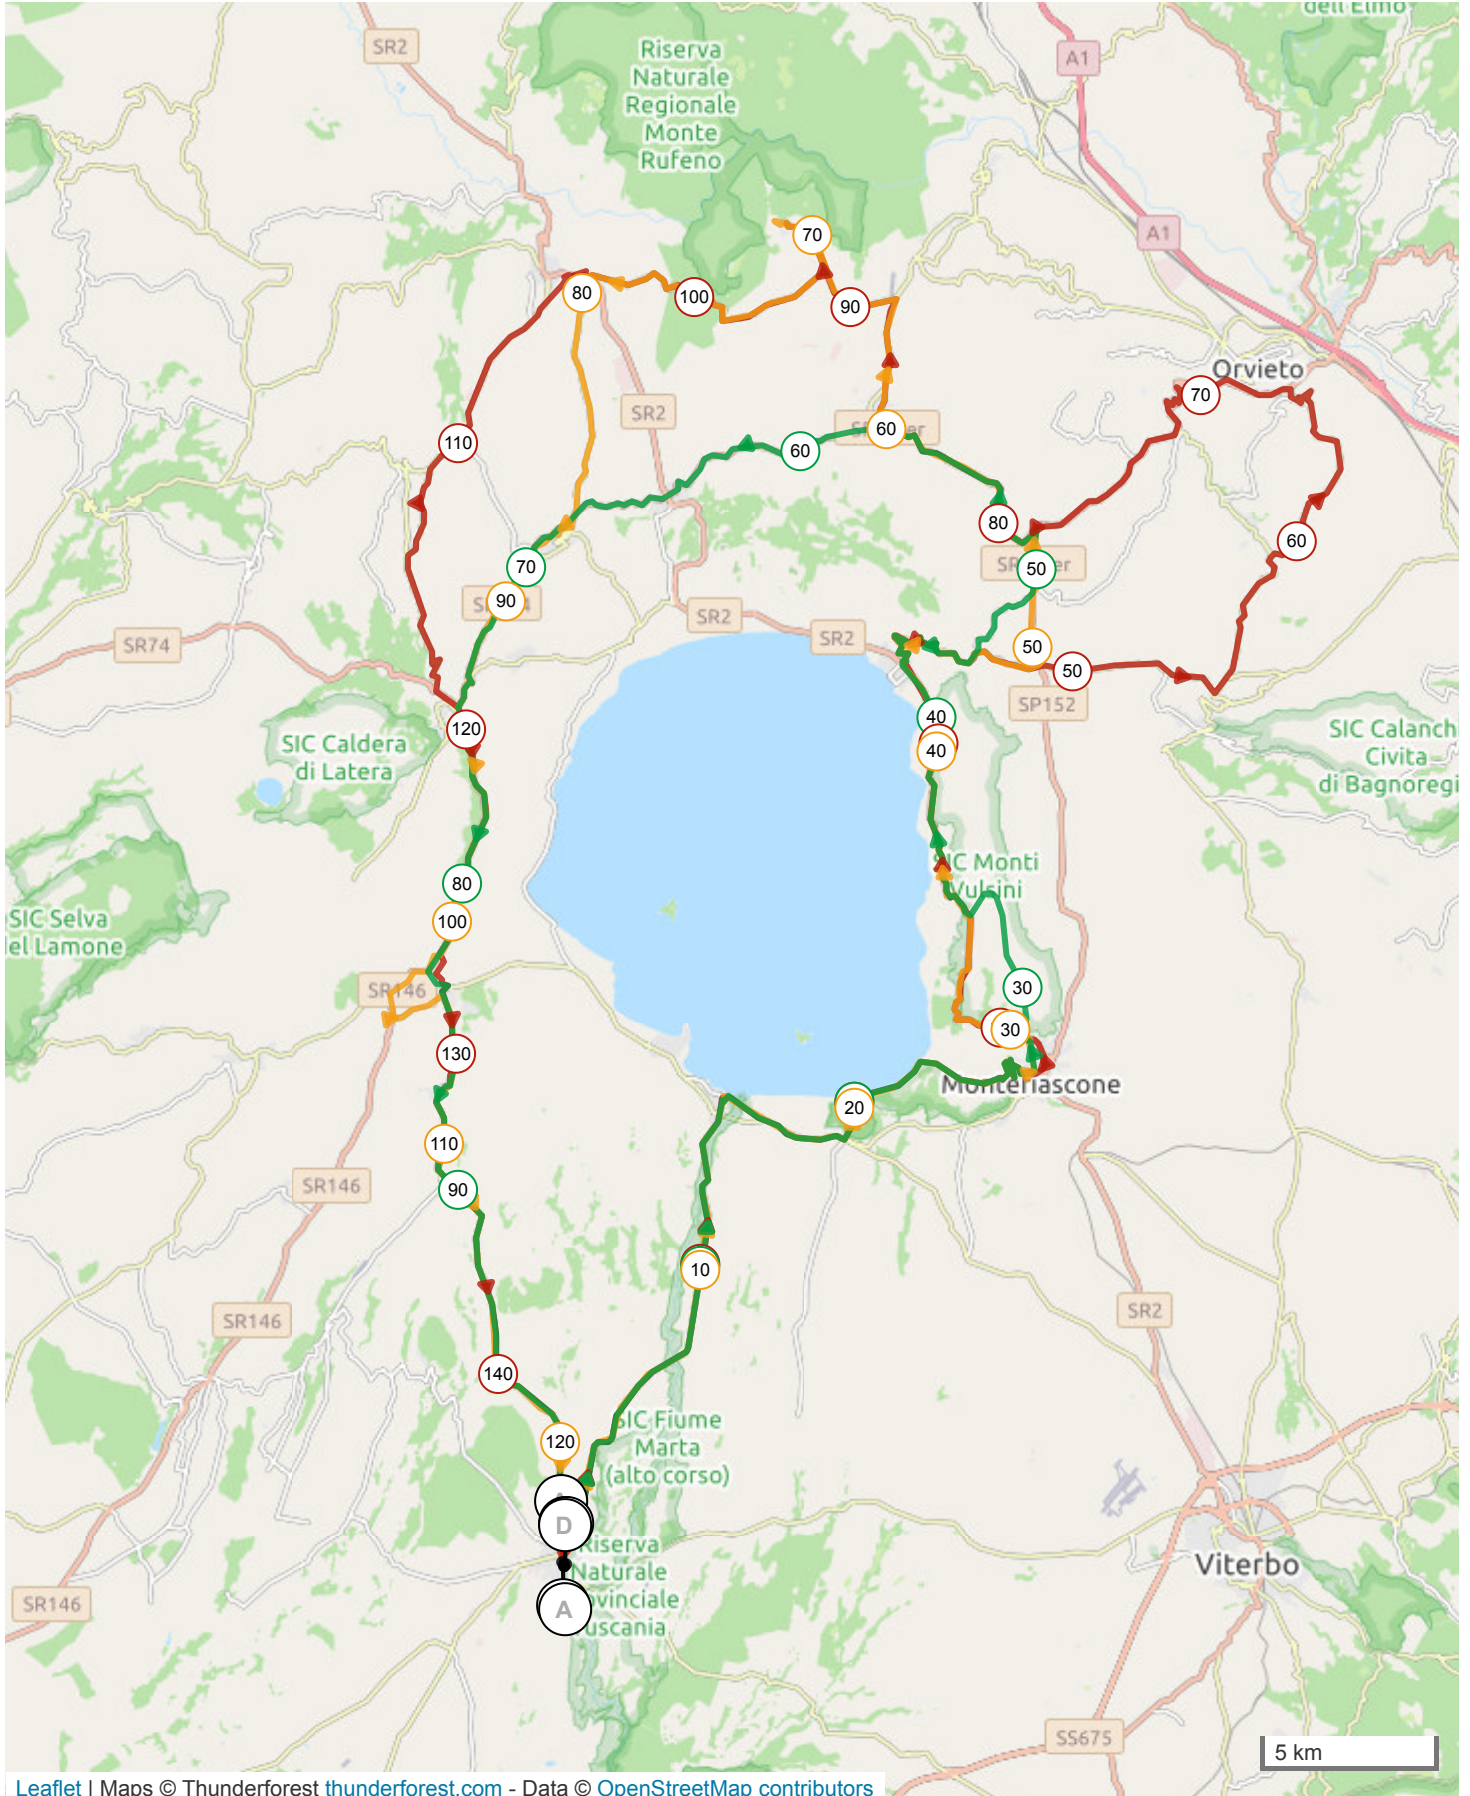 dell'Elmo
SR2
Riserva
Naturale
Regionale
Monte
Rufeno
A1
A1
70
80
100
90
Orvieto
70
SR2
60
110
60
80
60
SR74
70
90
50
SR2
SR2
50
50
SP152
40
40
120
SIC Caldera
di Latera
SIC Calanchi
Civita
di Bagnoregi
SIC Monti
Vulsini
80
100
SIC Selva
del Lamone
SR146
30
30
130
Montefiascone
20
110
SR146
90
10
SR2
SR146
140
SIC Fiume
Marta
(alto corso)
120
D
Riserva
Naturale
Provinciale
Tuscania
A
Viterbo
SR146
SS675
5 km
Leaflet | Maps © Thunderforest thunderforest.com - Data © OpenStreetMap contributors